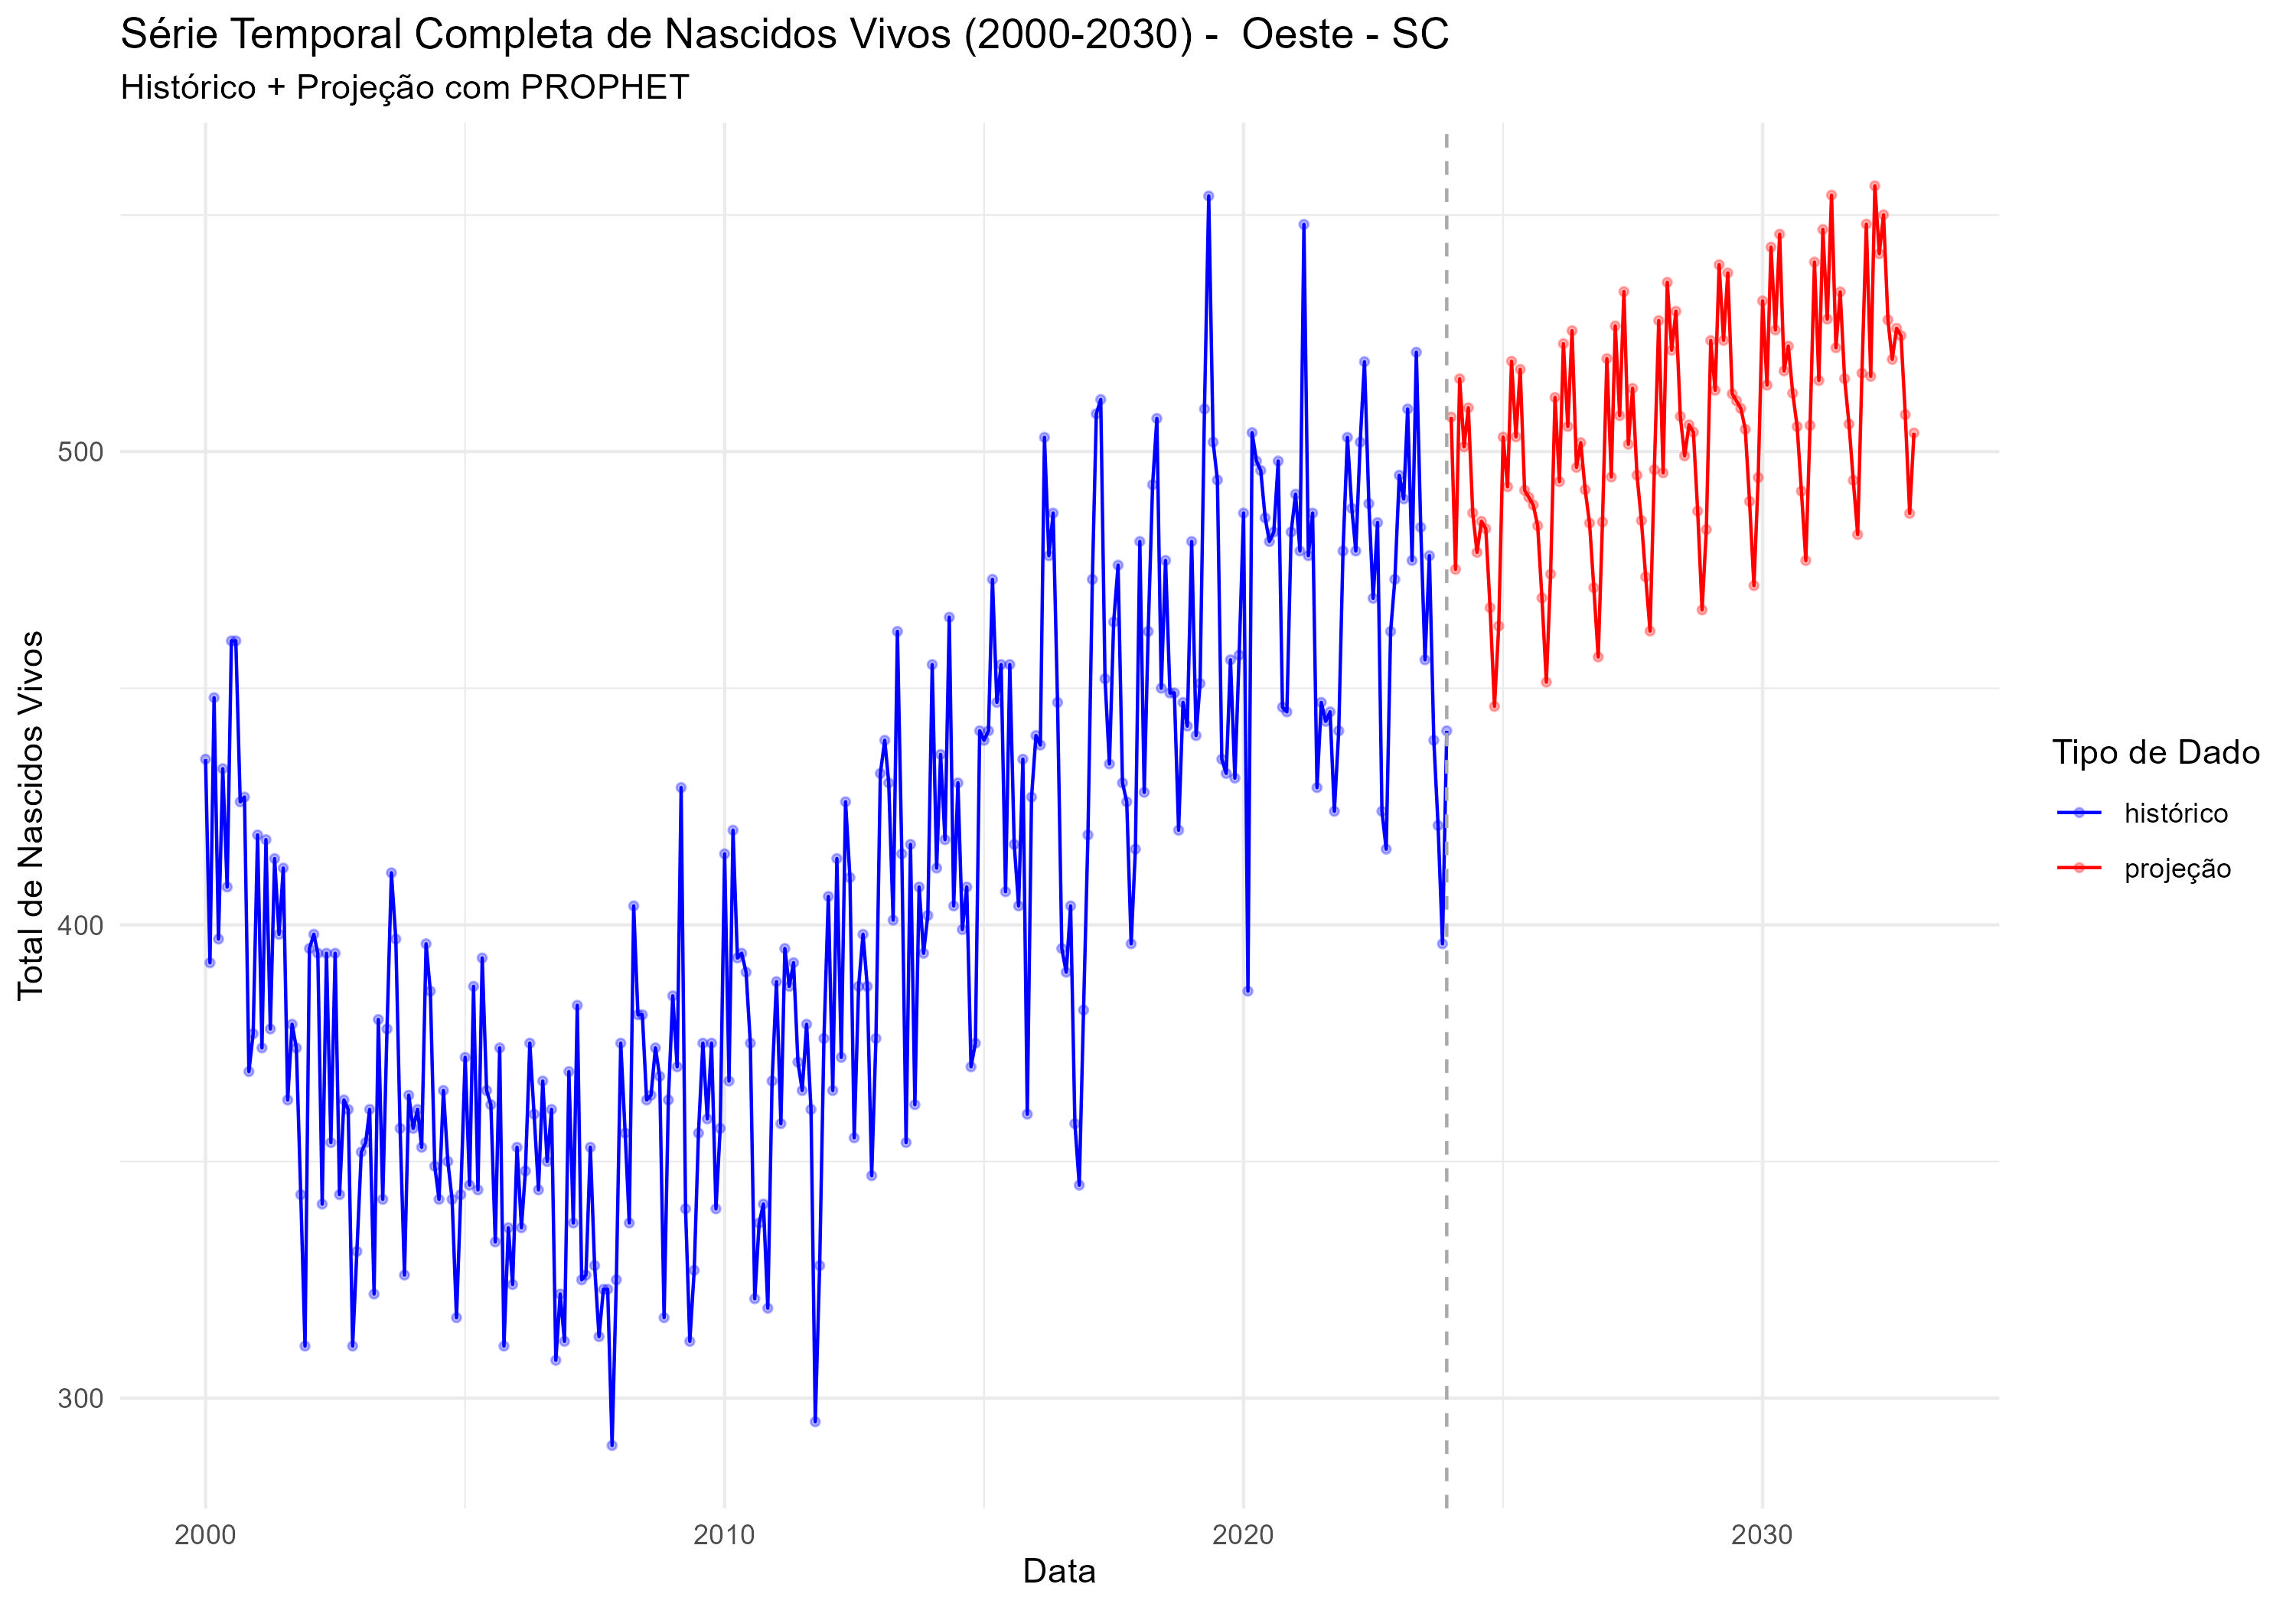 Série Temporal Completa de Nascidos Vivos (2000-2030) -  Oeste - SC
Histórico + Projeção com PROPHET
Total de Nascidos Vivos
500
400
300
2000
2010
2020
2030
Data
Tipo de Dado
histórico
projeção